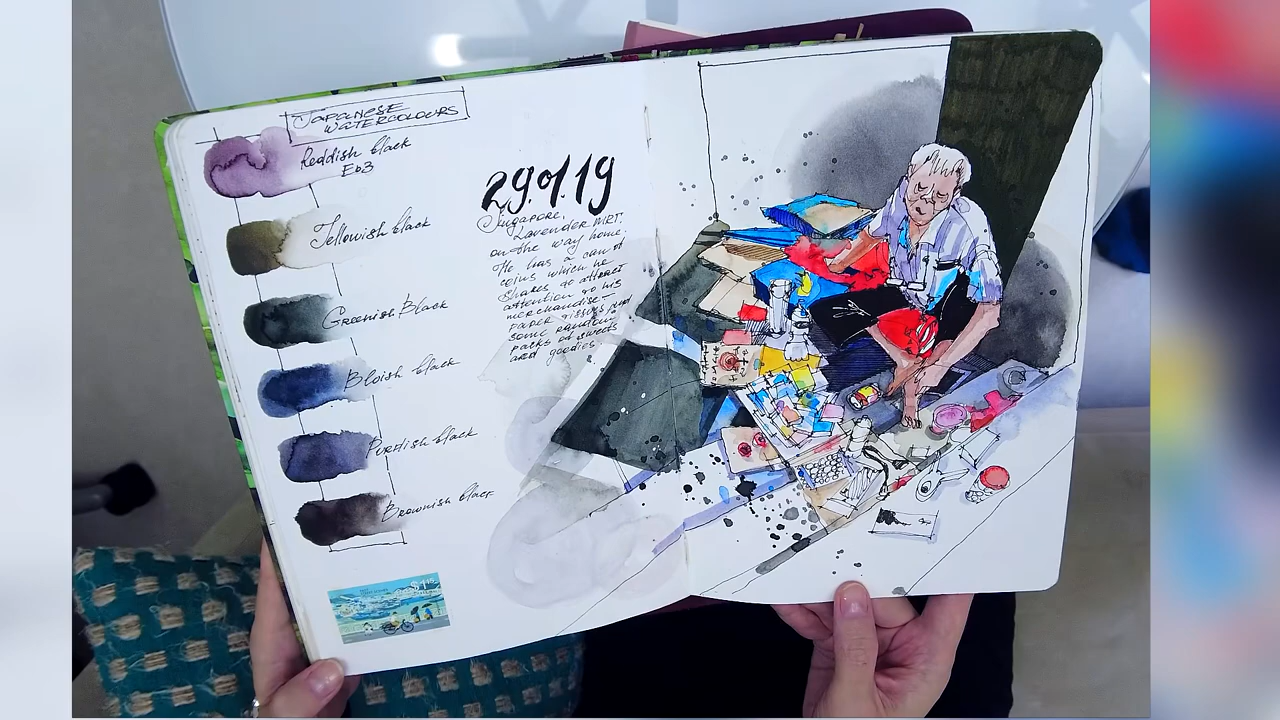 JAPANESE
WATERCOLOURS
Reddish black
Eb3
Yellowish black
Greenish Black
Bluish black
Purplish black
Brownish black
29.01.19
Singapore,
Lavender MRT.
on the way home.
He has a can of
coins which he
shakes to attract
attention to his
merchandise -
paper tissues and
some
packs of sweets
and goodies.